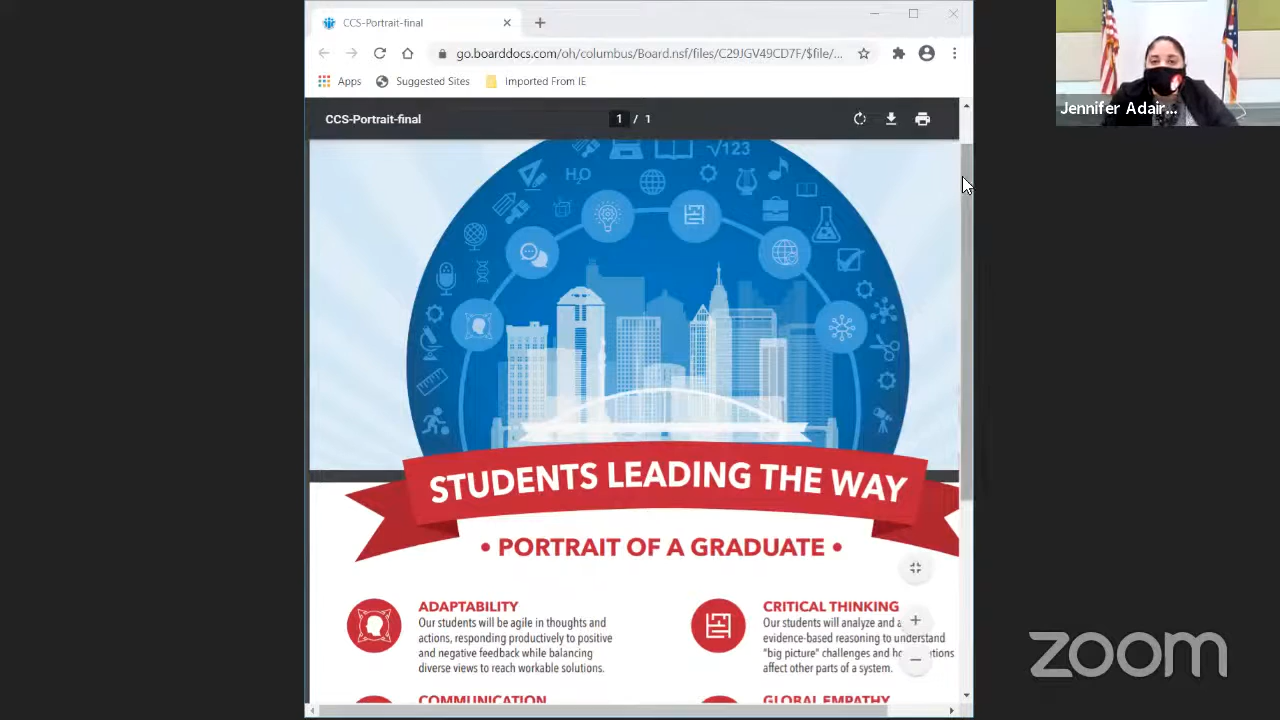 CCS-Portrait-final
go.boarddocs.com/oh/columbus/Board.nsf/files/C29JGV49CD7F/$file/...
Apps
Suggested Sites
Imported From IE
CCS-Portrait-final
1 / 1
Jennifer Adair...
√123
H₂O
STUDENTS LEADING THE WAY
• PORTRAIT OF A GRADUATE •
ADAPTABILITY
Our students will be agile in thoughts and
actions, responding productively to positive
and negative feedback while balancing
diverse views to reach workable solutions.
CRITICAL THINKING
Our students will analyze and
evidence-based reasoning to understand
"big picture" challenges and
affect other parts of a system.
COMMUNICATION
GLOBAL EMPATHY
zoom